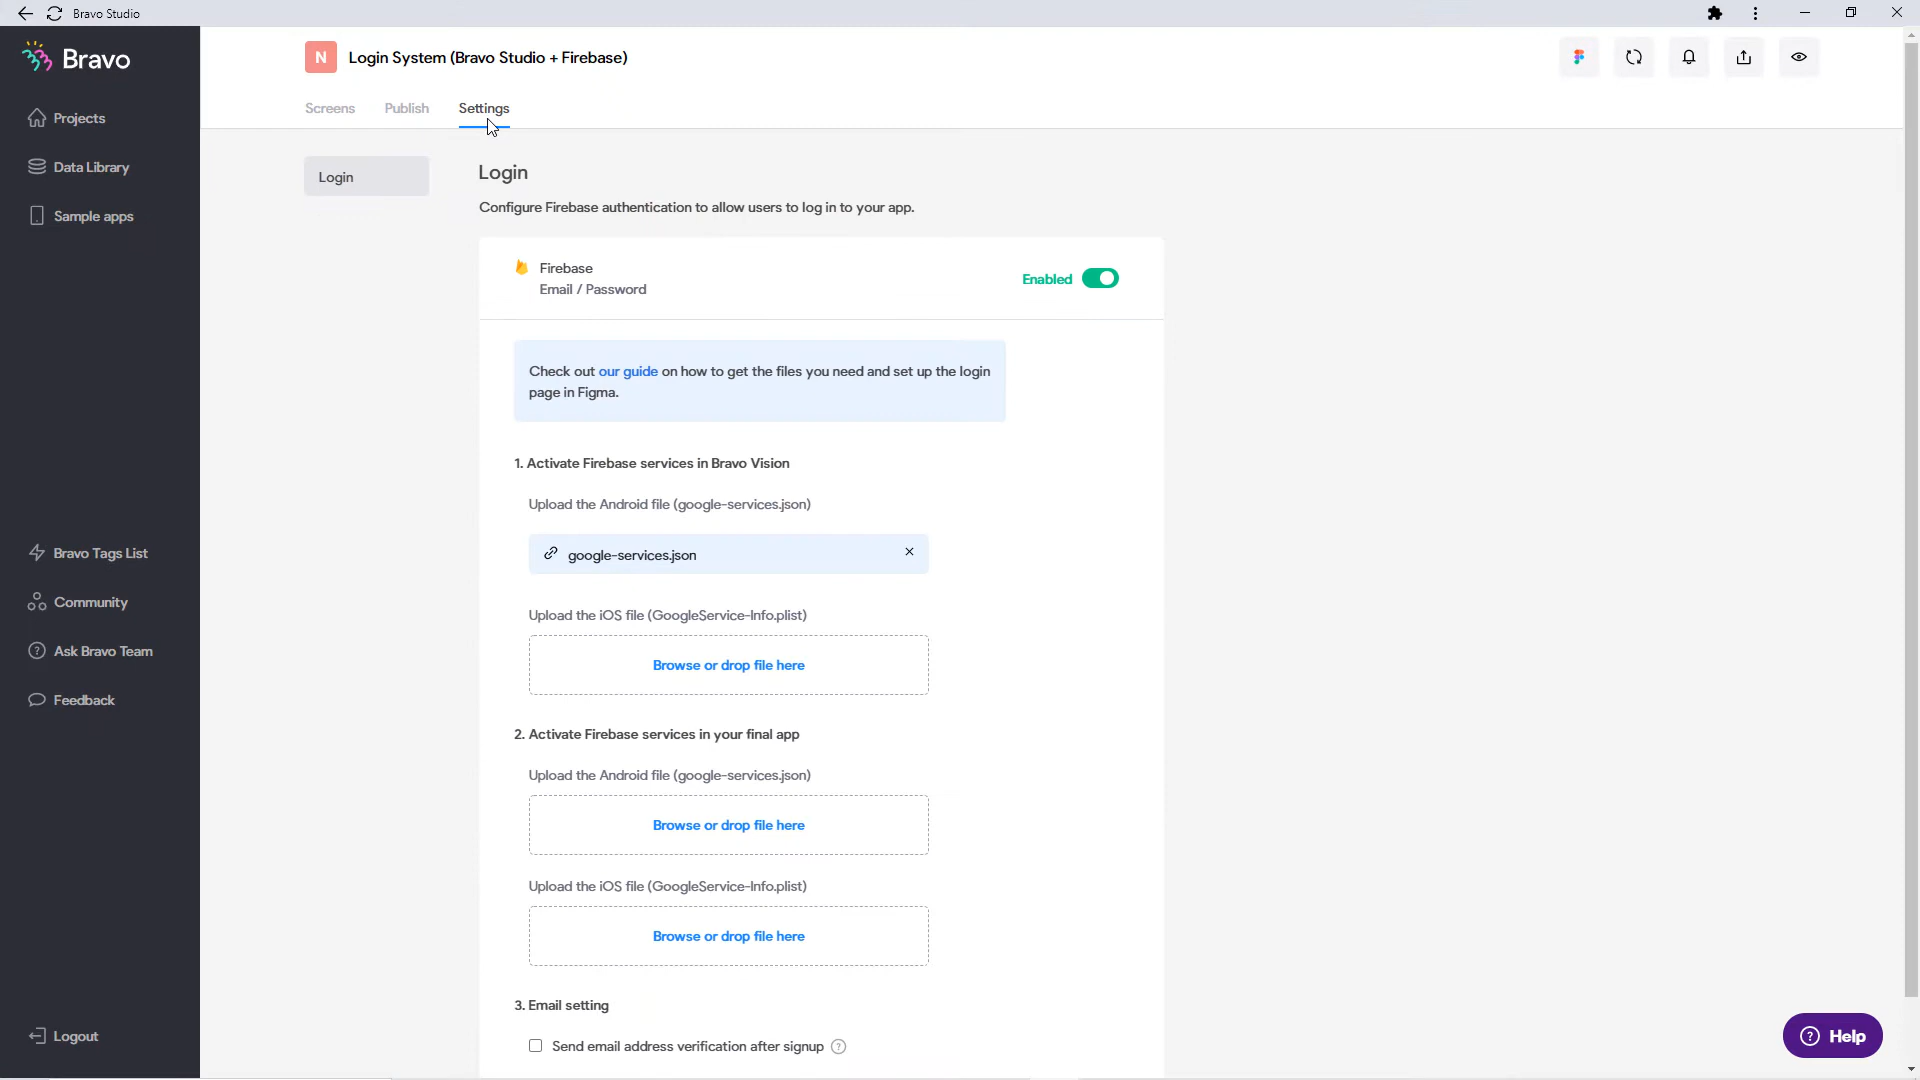 Bravo Studio
Bravo
N
Login System (Bravo Studio + Firebase)
Screens
Publish
Settings
Projects
Data Library
Sample apps
Bravo Tags List
Community
? Ask Bravo Team
Feedback
Logout
Login
Login
Configure Firebase authentication to allow users to log in to your app.
Firebase
Email / Password
Enabled
Check out our guide on how to get the files you need and set up the login
page in Figma.
1. Activate Firebase services in Bravo Vision
Upload the Android file (google-services.json)
google-services.json
Upload the iOS file (GoogleService-Info.plist)
Browse or drop file here
2. Activate Firebase services in your final app
Upload the Android file (google-services.json)
Browse or drop file here
Upload the iOS file (GoogleService-Info.plist)
Browse or drop file here
3. Email setting
Send email address verification after signup ?
? Help